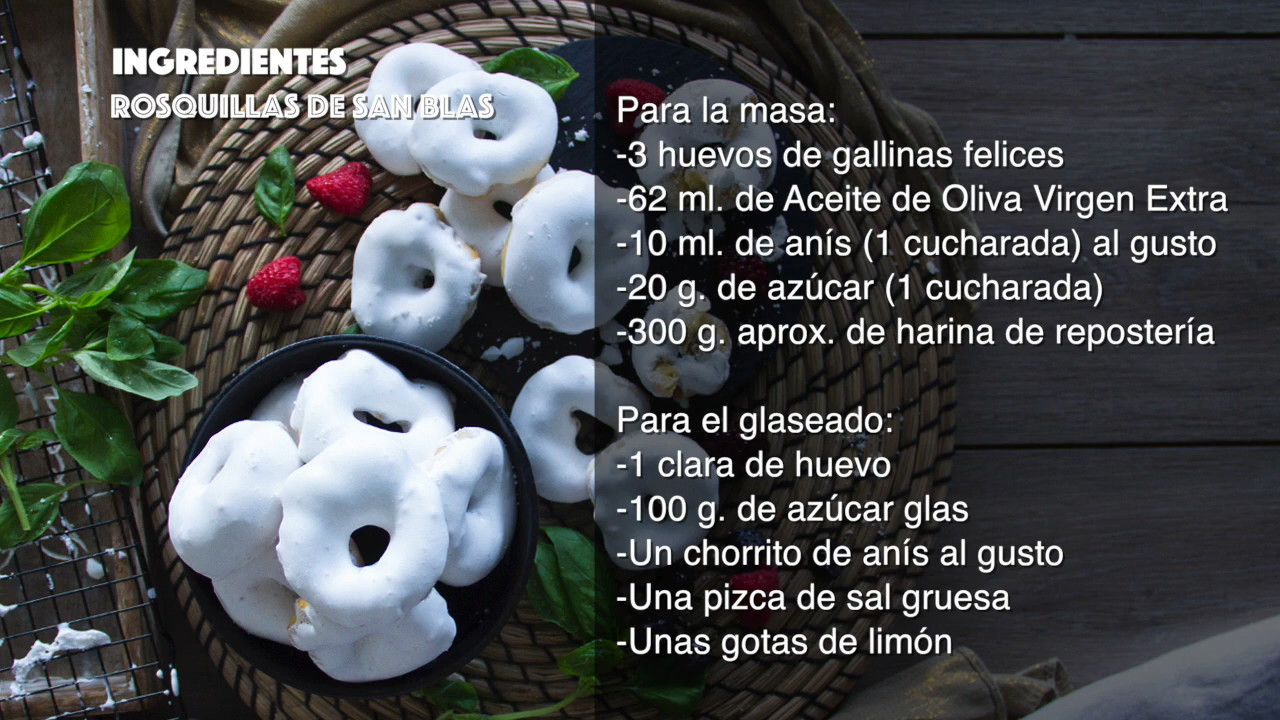 INGREDIENTES
ROSQUILLAS DE SAN BLAS
Para la masa:
-3 huevos de gallinas felices
-62 ml. de Aceite de Oliva Virgen Extra
-10 ml. de anís (1 cucharada) al gusto
-20 g. de azúcar (1 cucharada)
-300 g. aprox. de harina de repostería
Para el glaseado:
-1 clara de huevo
-100 g. de azúcar glas
-Un chorrito de anís al gusto
-Una pizca de sal gruesa
-Unas gotas de limón